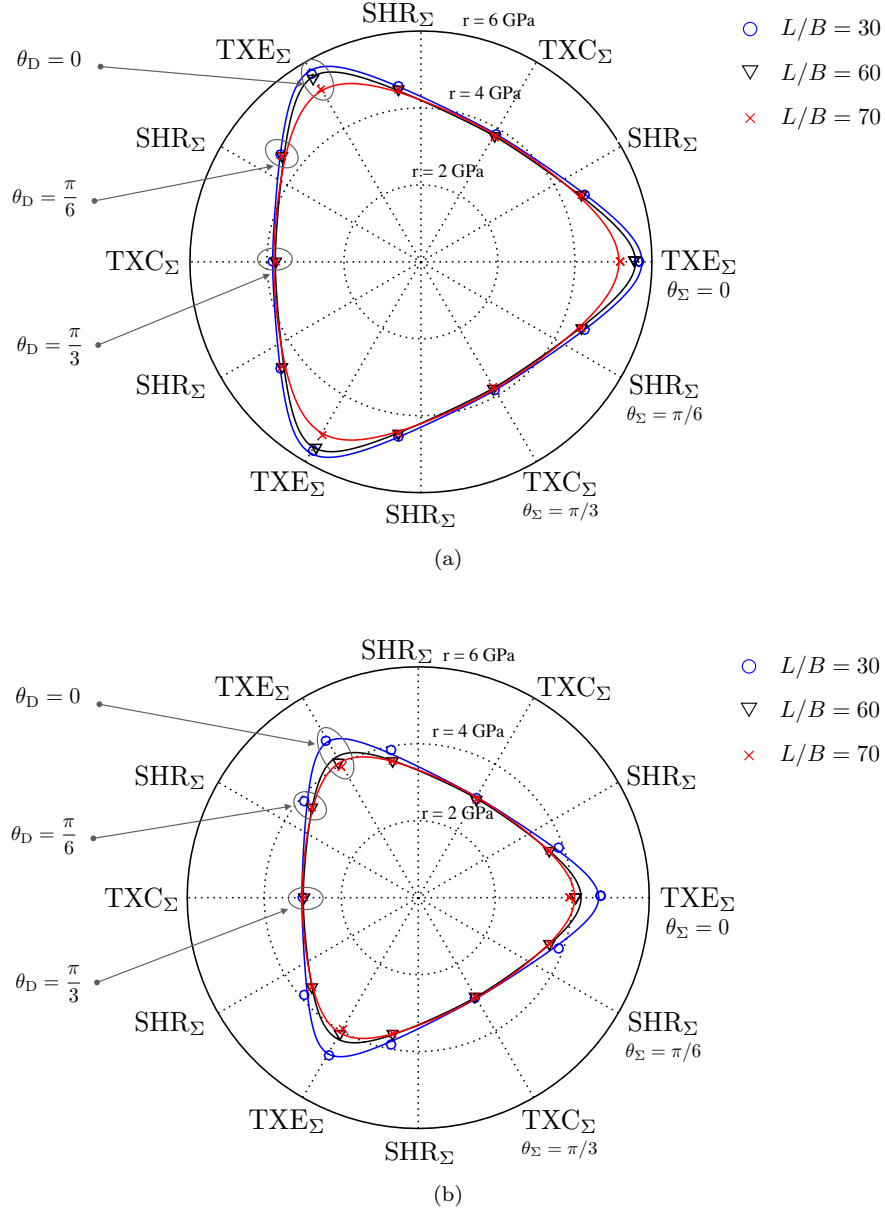 SHR_Σ
r = 6 GPa
L/B = 30
TXE_Σ
TXC_Σ
θ_D = 0
L/B = 60
r = 4 GPa
L/B = 70
SHR_Σ
SHR_Σ
r = 2 GPa
θ_D = π/6
TXC_Σ
TXE_Σ
θ_Σ = 0
θ_D = π/3
SHR_Σ
SHR_Σ
θ_Σ = π/6
TXE_Σ
TXC_Σ
SHR_Σ
θ_Σ = π/3
(a)
SHR_Σ
r = 6 GPa
L/B = 30
TXE_Σ
TXC_Σ
θ_D = 0
L/B = 60
r = 4 GPa
L/B = 70
SHR_Σ
SHR_Σ
r = 2 GPa
θ_D = π/6
TXC_Σ
TXE_Σ
θ_Σ = 0
θ_D = π/3
SHR_Σ
SHR_Σ
θ_Σ = π/6
TXE_Σ
TXC_Σ
SHR_Σ
θ_Σ = π/3
(b)